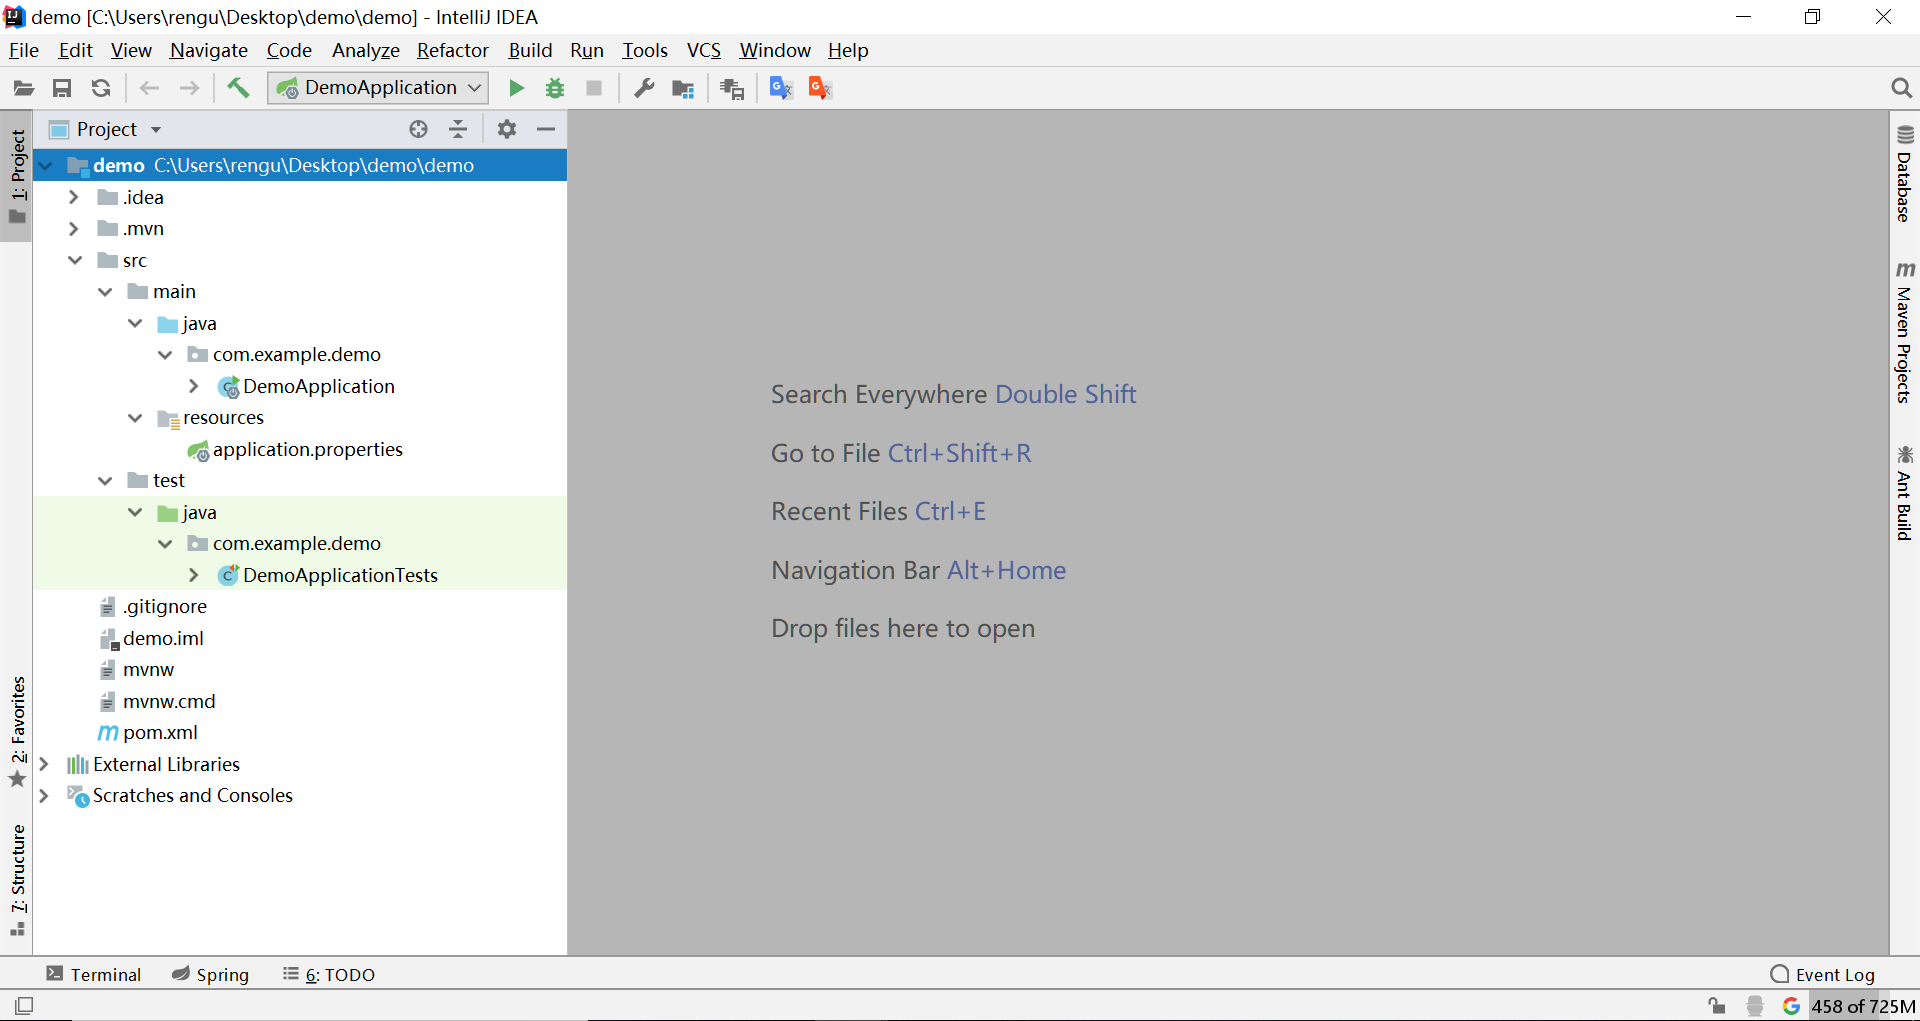 demo [C:\Users\rengu\Desktop\demo\demo] - IntelliJ IDEA
File Edit View Navigate Code Analyze Refactor Build Run Tools VCS Window Help
DemoApplication
Project
1: Project
demo C:\Users\rengu\Desktop\demo\demo
.idea
.mvn
src
main
java
com.example.demo
DemoApplication
resources
application.properties
test
java
com.example.demo
DemoApplicationTests
.gitignore
demo.iml
mvnw
mvnw.cmd
pom.xml
External Libraries
Scratches and Consoles
2: Favorites
7: Structure
Search Everywhere Double Shift
Go to File Ctrl+Shift+R
Recent Files Ctrl+E
Navigation Bar Alt+Home
Drop files here to open
Database
Maven Projects
Ant Build
Terminal Spring 6: TODO Event Log
458 of 725M